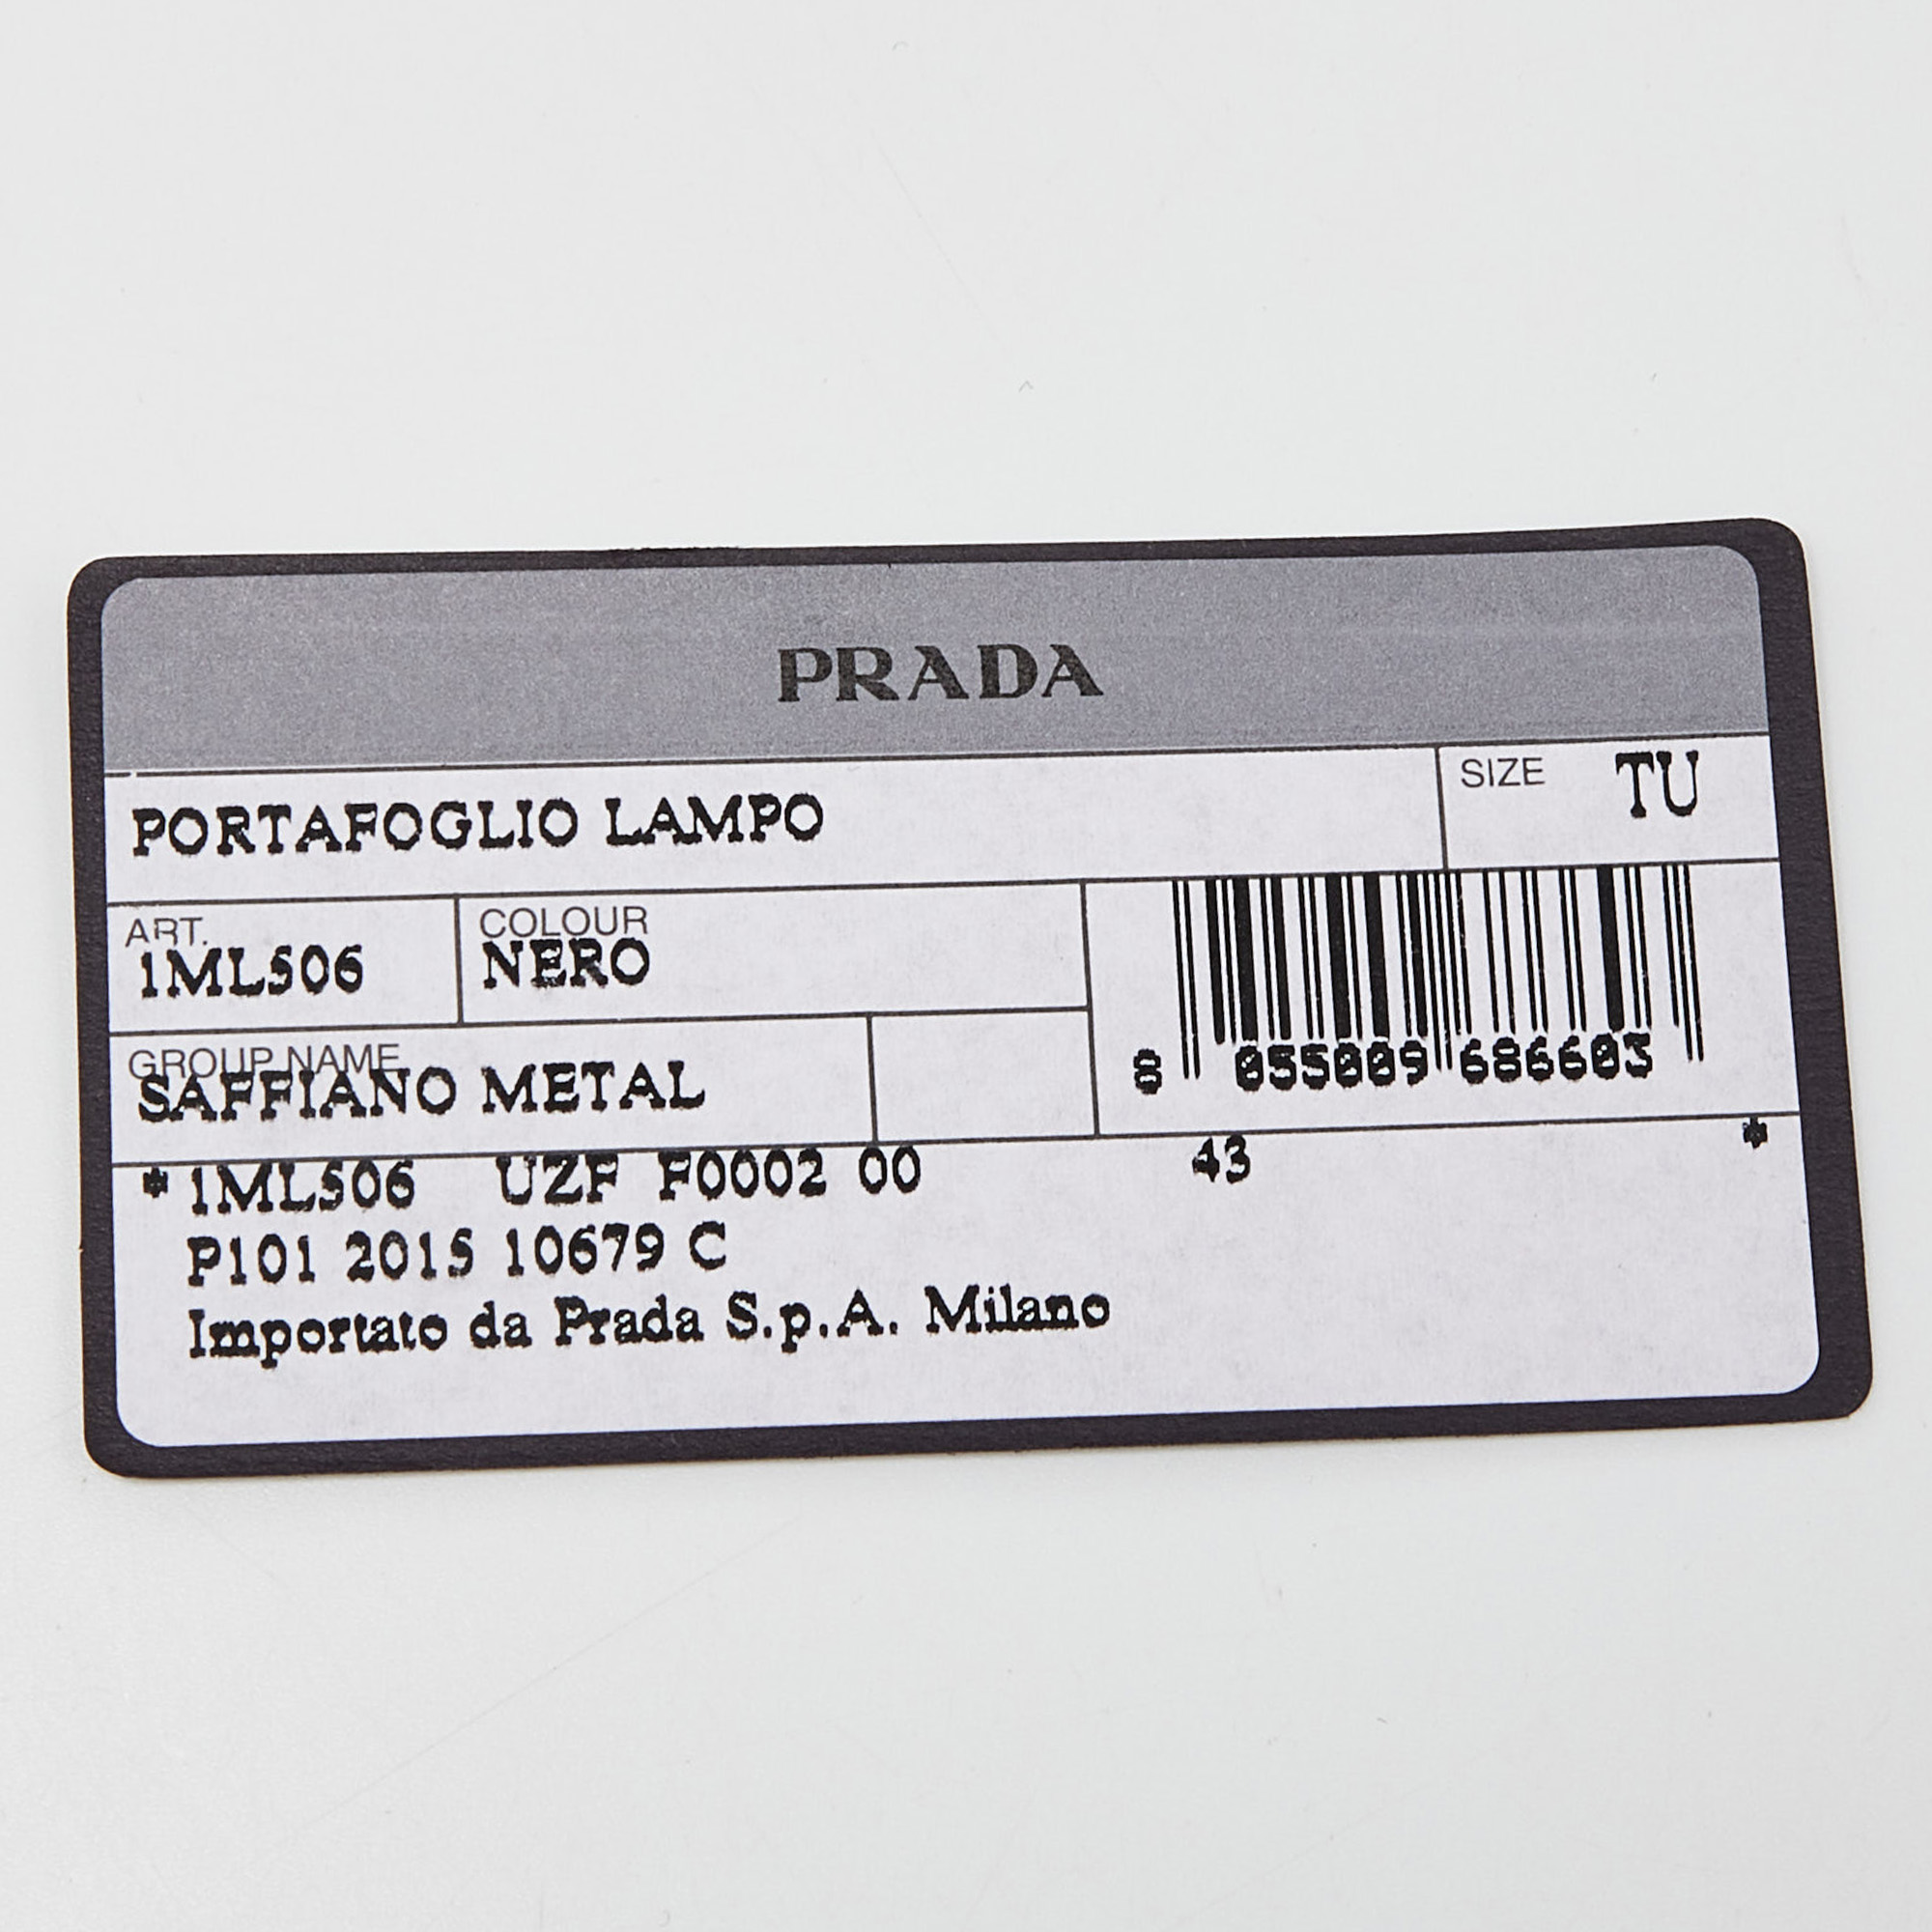 PRADA
PORTAFOGLIO LAMPO
SIZE TU
ART. COLOUR
1ML506 NERO
GROUP NAME
SAFFIANO METAL
8 055009 686603
* 1ML506 UZF F0002 00 43 *
P101 2015 10679 C
Importato da Prada S.p.A. Milano